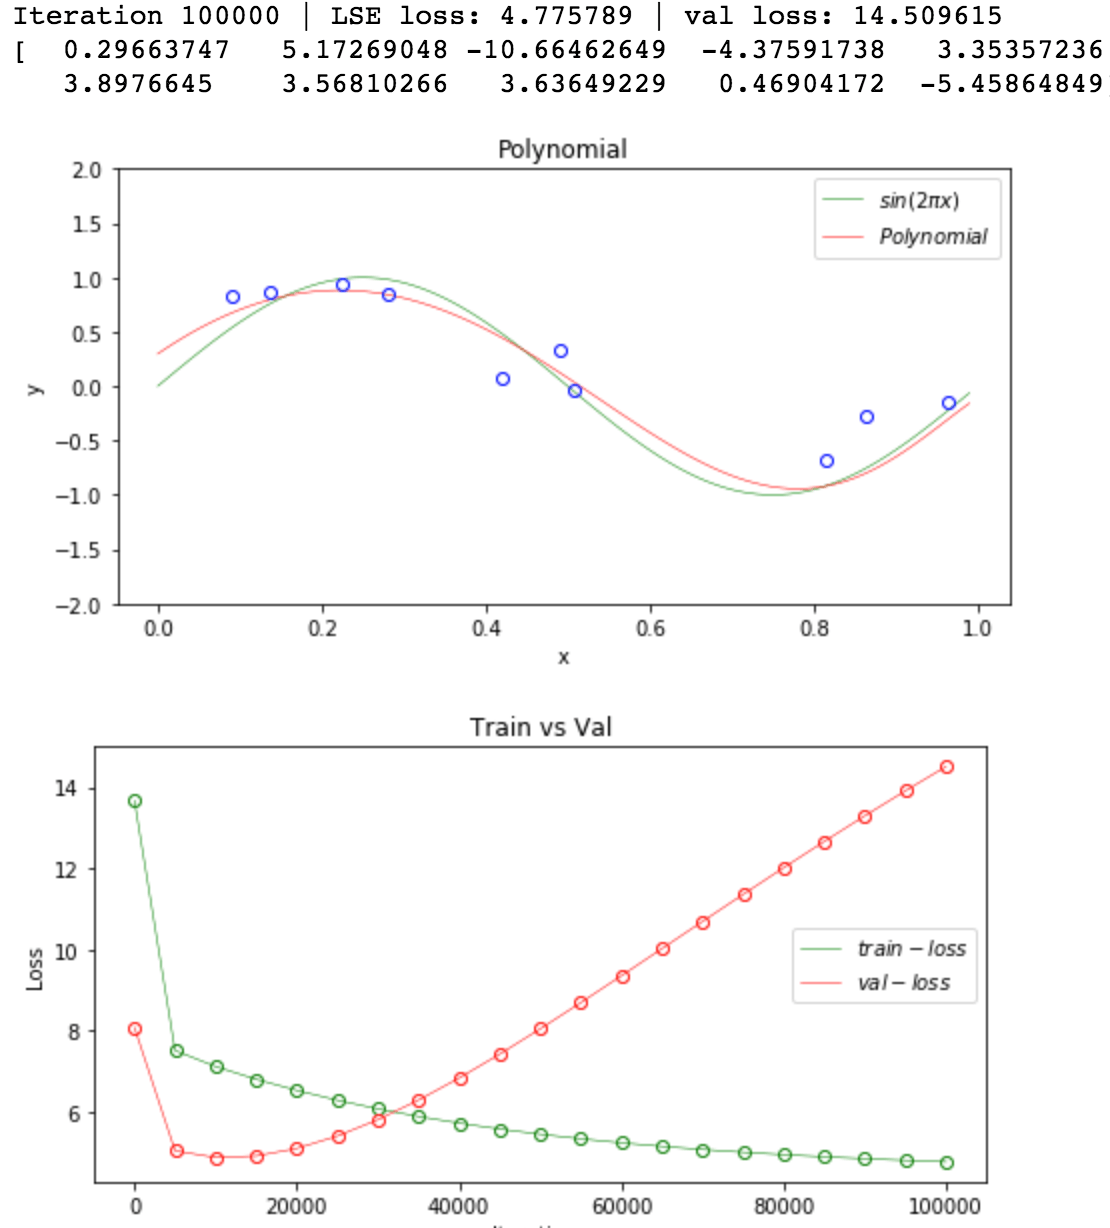 Iteration 100000 | LSE loss: 4.775789 | val loss: 14.509615
[ 0.29663747 5.17269048 -10.66462649 -4.37591738 3.35357236
3.8976645 3.56810266 3.63649229 0.46904172 -5.45864849
Polynomial
2.0
1.5
1.0
0.5
0.0
−0.5
−1.0
−1.5
−2.0
y
sin(2πx)
Polynomial
0.0 0.2 0.4 0.6 0.8 1.0
x
Train vs Val
14
12
10
8
6
Loss
train − loss
val − loss
0 20000 40000 60000 80000 100000